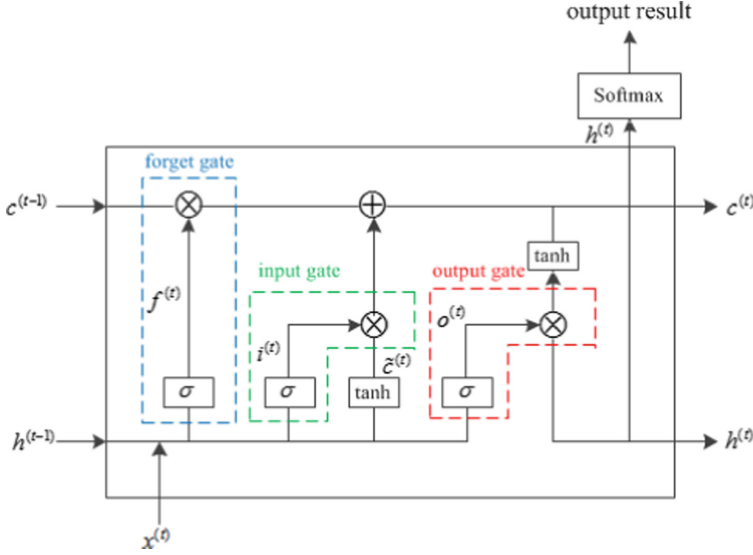 output result
Softmax
h^(t)
forget gate
c^(t-1)
c^(t)
tanh
input gate
output gate
f^(t)
o^(t)
i^(t)
c̃^(t)
σ
σ
tanh
σ
h^(t-1)
h^(t)
x^(t)